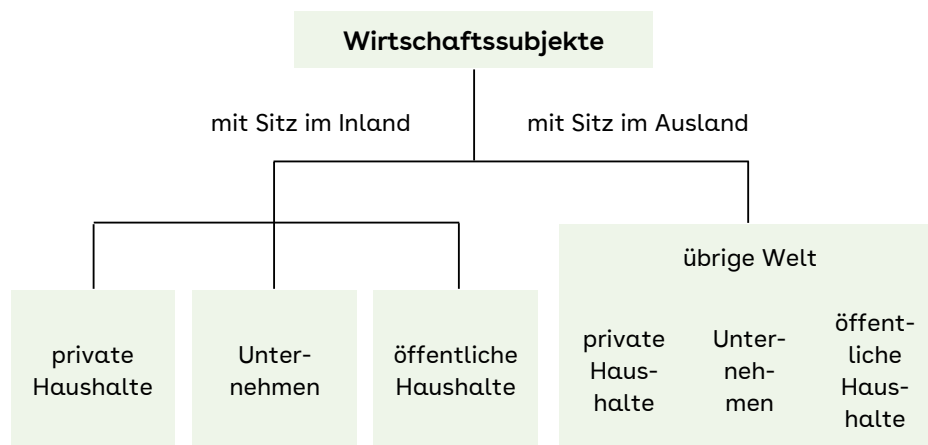 Wirtschaftssubjekte
mit Sitz im Inland
mit Sitz im Ausland
übrige Welt
private
Haushalte
Unter-
nehmen
öffentliche
Haushalte
private
Haus-
halte
Unter-
neh-
men
öffent-
liche
Haus-
halte